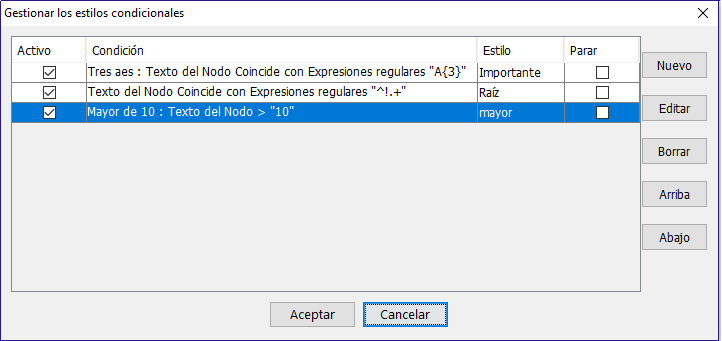 Gestionar los estilos condicionales
Activo Condición Estilo Parar
Tres aes : Texto del Nodo Coincide con Expresiones regulares "A{3}" Importante
Texto del Nodo Coincide con Expresiones regulares "^!.+" Raíz
Mayor de 10 : Texto del Nodo > "10" mayor
Nuevo
Editar
Borrar
Arriba
Abajo
Aceptar Cancelar